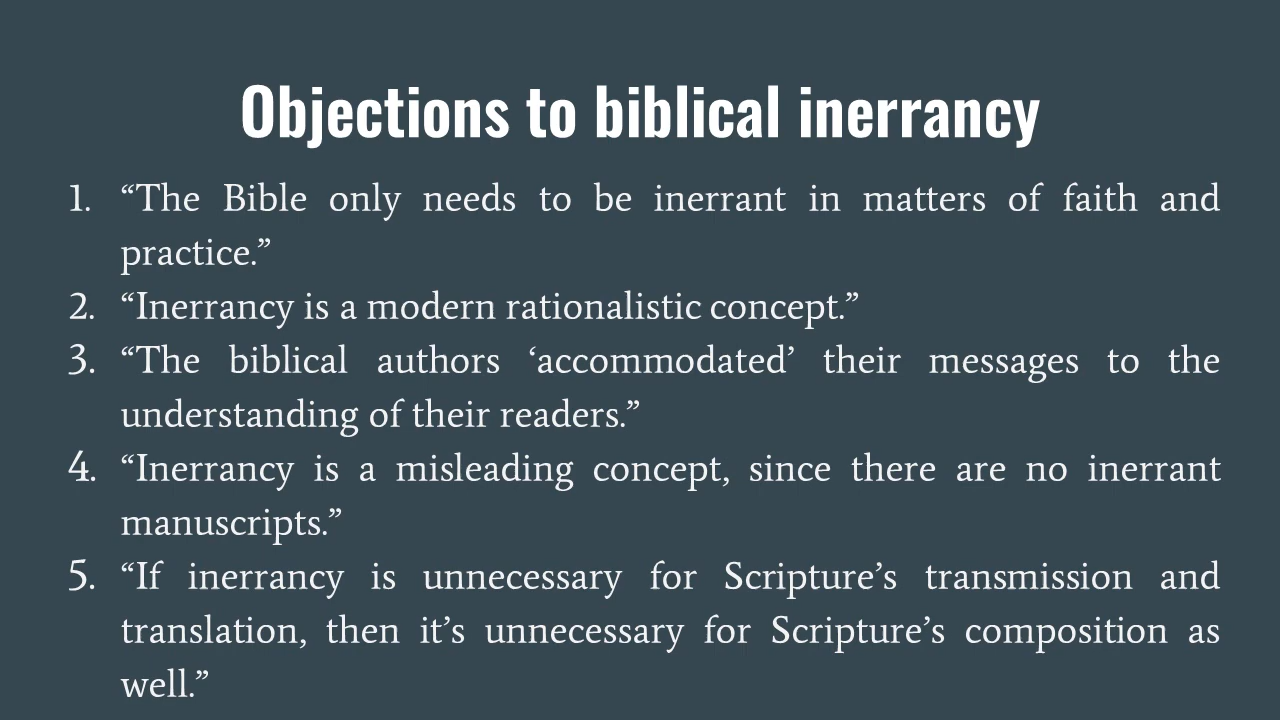 Objections to biblical inerrancy
1. “The Bible only needs to be inerrant in matters of faith and
practice.”
2. “Inerrancy is a modern rationalistic concept.”
3. “The biblical authors ‘accommodated’ their messages to the
understanding of their readers.”
4. “Inerrancy is a misleading concept, since there are no inerrant
manuscripts.”
5. “If inerrancy is unnecessary for Scripture’s transmission and
translation, then it’s unnecessary for Scripture’s composition as
well.”